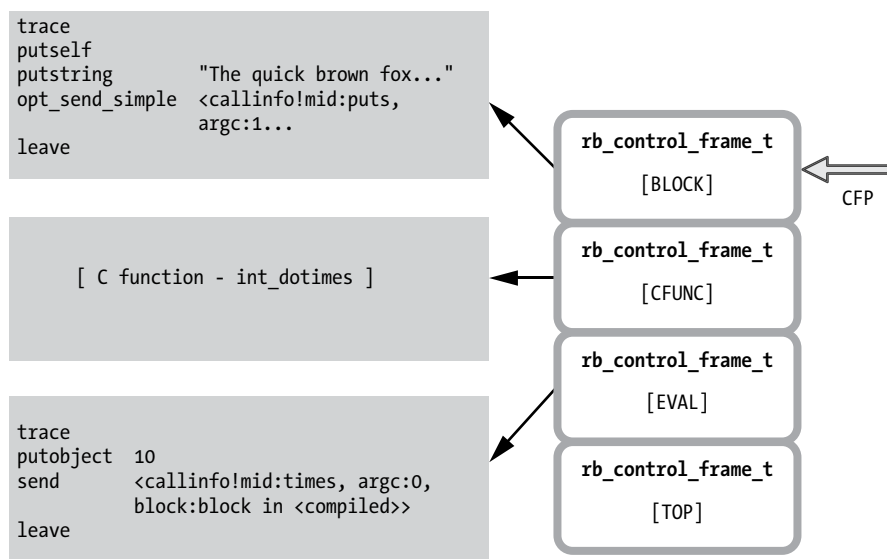 trace
putself
putstring "The quick brown fox..."
opt_send_simple <callinfo!mid:puts,
argc:1...
leave
rb_control_frame_t
[BLOCK]
CFP
[ C function - int_dotimes ]
rb_control_frame_t
[CFUNC]
rb_control_frame_t
[EVAL]
trace
putobject 10
send <callinfo!mid:times, argc:0,
block:block in <compiled>>
leave
rb_control_frame_t
[TOP]